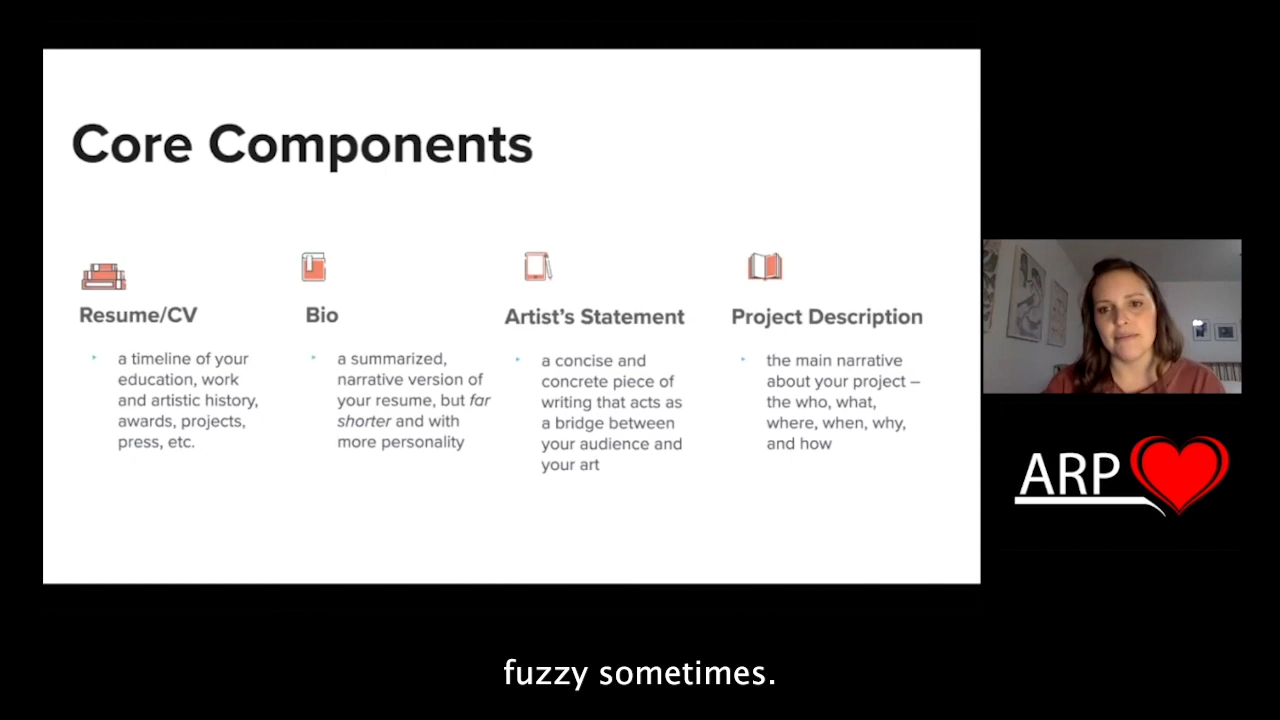 Core Components
Resume/CV
a timeline of your
education, work
and artistic history,
awards, projects,
press, etc.
Bio
a summarized,
narrative version of
your resume, but far
shorter and with
more personality
Artist's Statement
a concise and
concrete piece of
writing that acts as
a bridge between
your audience and
your art
Project Description
the main narrative
about your project –
the who, what,
where, when, why,
and how
ARP
fuzzy sometimes.